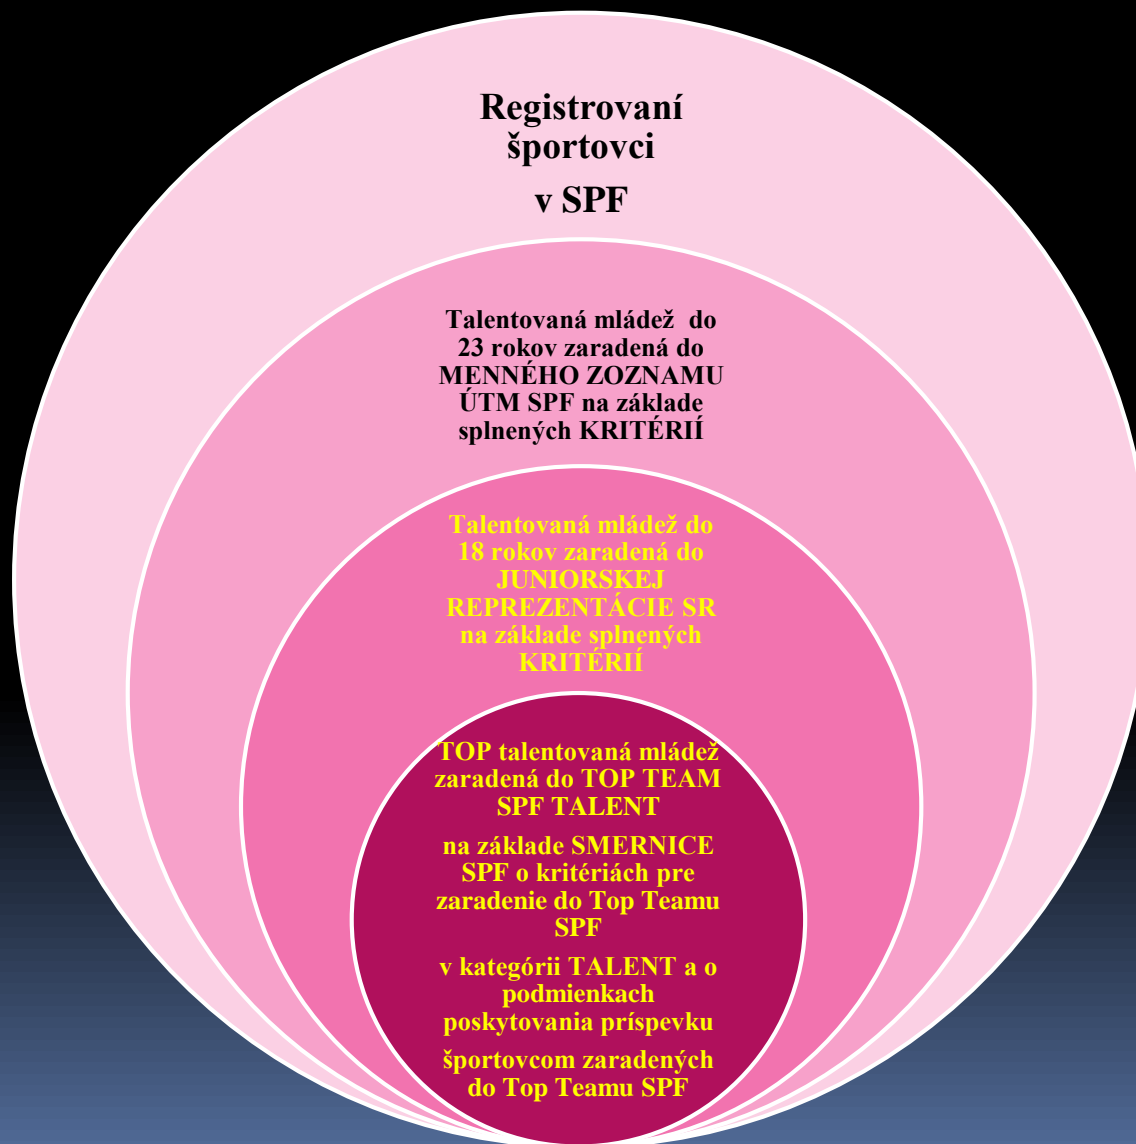 Registrovaní
športovci
v SPF
Talentovaná mládež do
23 rokov zaradená do
MENNÉHO ZOZNAMU
ÚTM SPF na základe
splnených KRITÉRIÍ
Talentovaná mládež do
18 rokov zaradená do
JUNIORSKEJ
REPREZENTÁCIE SR
na základe splnených
KRITÉRIÍ
TOP talentovaná mládež
zaradená do TOP TEAM
SPF TALENT
na základe SMERNICE
SPF o kritériách pre
zaradenie do Top Teamu
SPF
v kategórii TALENT a o
podmienkach
poskytovania príspevku
športovcom zaradených
do Top Teamu SPF